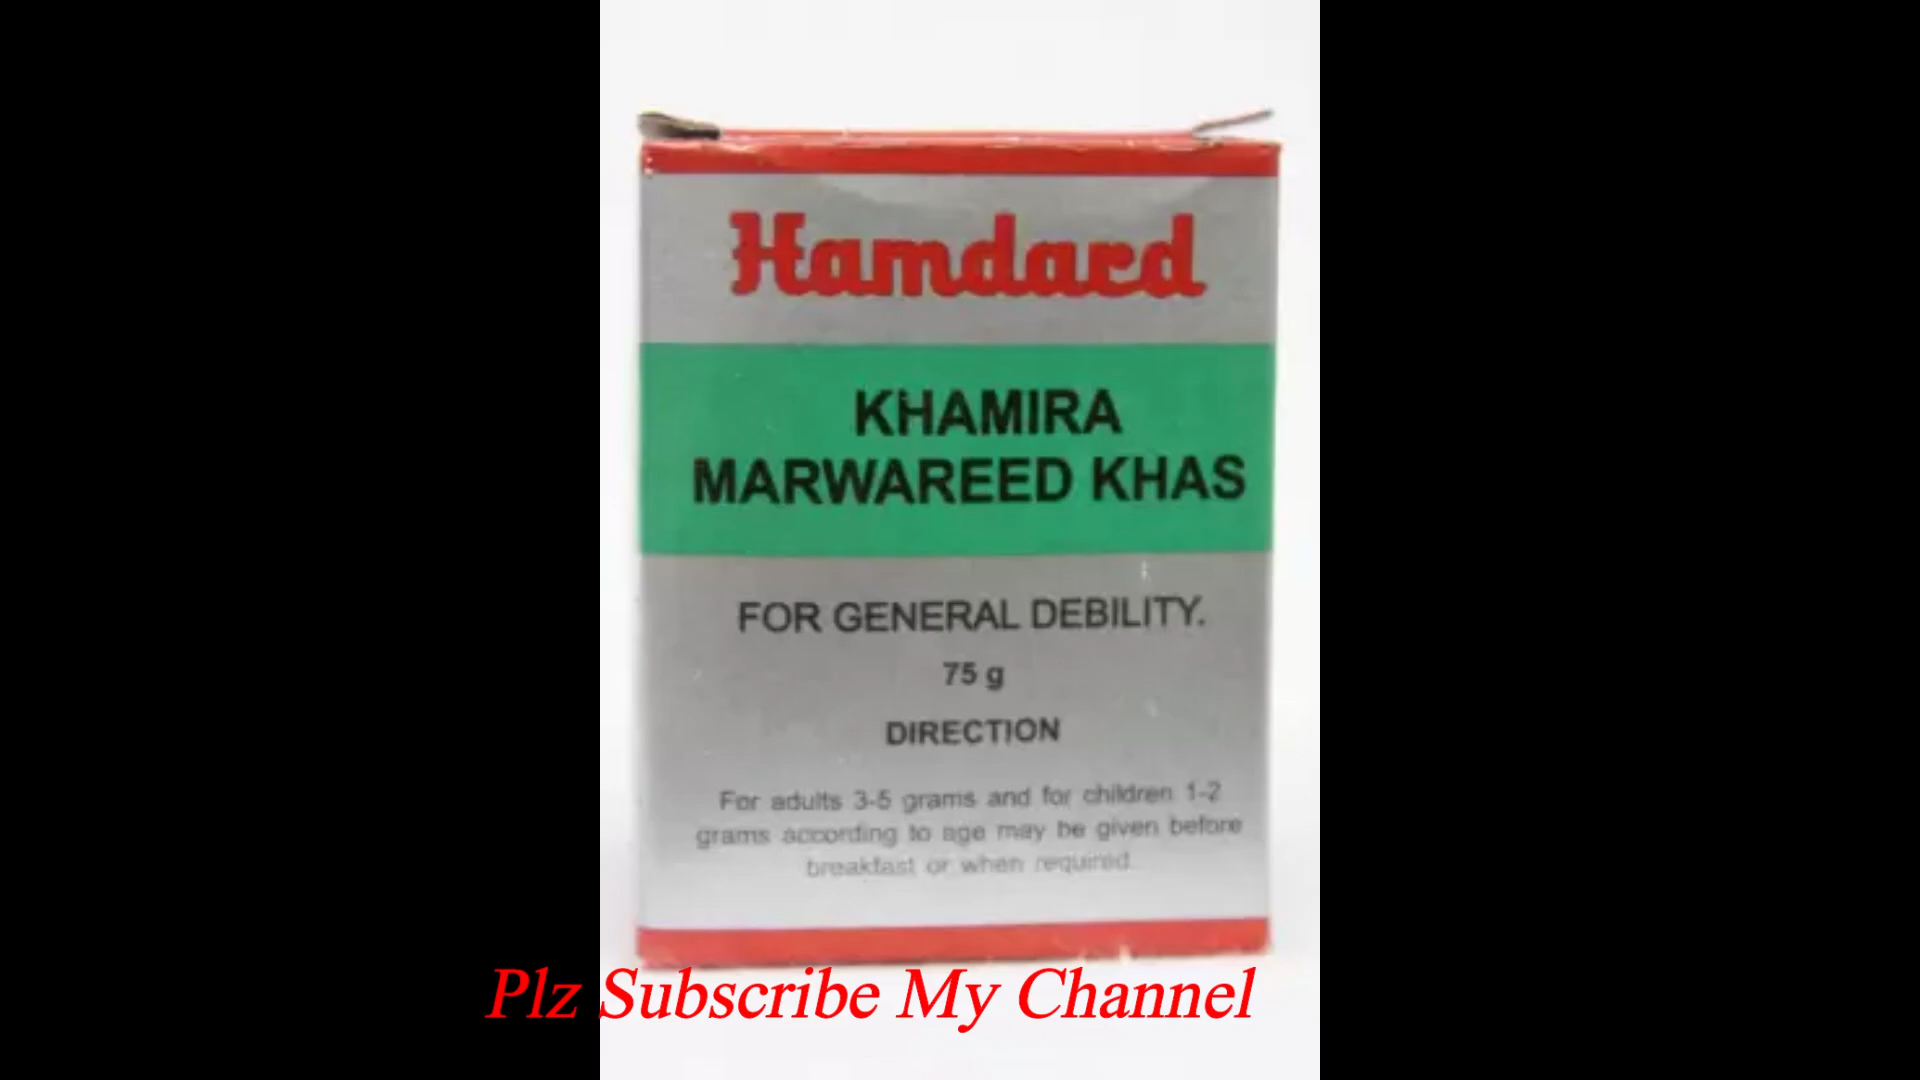 Hamdard
KHAMIRA
MARWAREED KHAS
FOR GENERAL DEBILITY.
75 g
DIRECTION
For adults 3-5 grams and for children 1-2
grams according to age may be given before
breakfast or when required.
Plz Subscribe My Channel